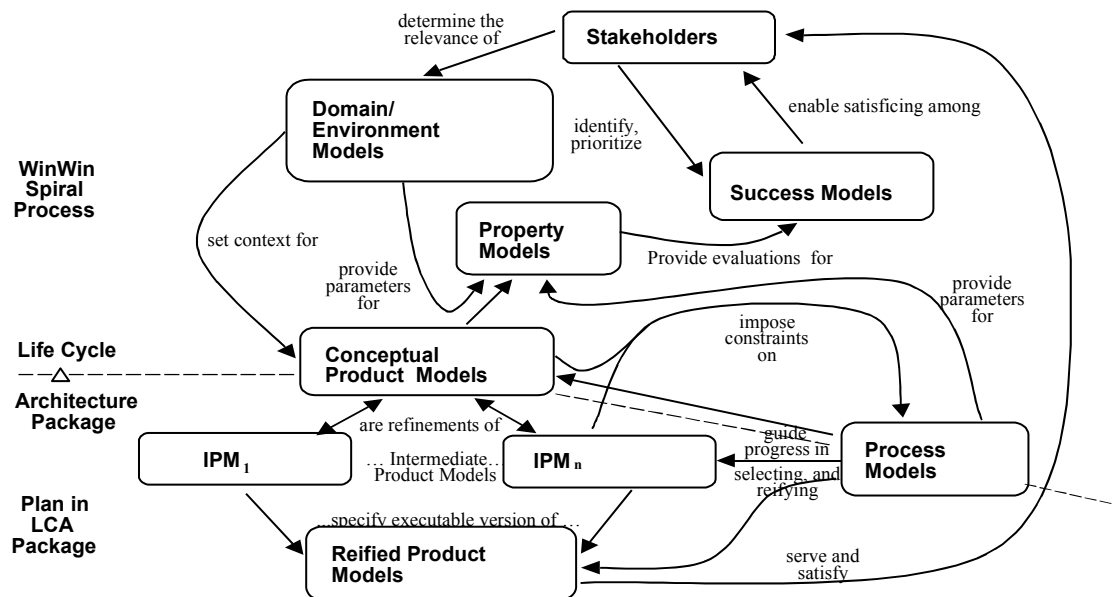 determine the
relevance of
Stakeholders
Domain/
Environment
Models
enable satisficing among
identify,
prioritize
WinWin
Spiral
Process
Success Models
Property
Models
set context for
Provide evaluations  for
provide
parameters
for
provide
parameters
for
impose
constraints
on
Conceptual
Product  Models
Life Cycle
Architecture
Package
are refinements of
guide
progress in
selecting, and
reifying
Process
Models
IPM1
… Intermediate…
Product Models
IPMn
Plan in
LCA
Package
...specify executable version of …
Reified Product
Models
serve and
satisfy